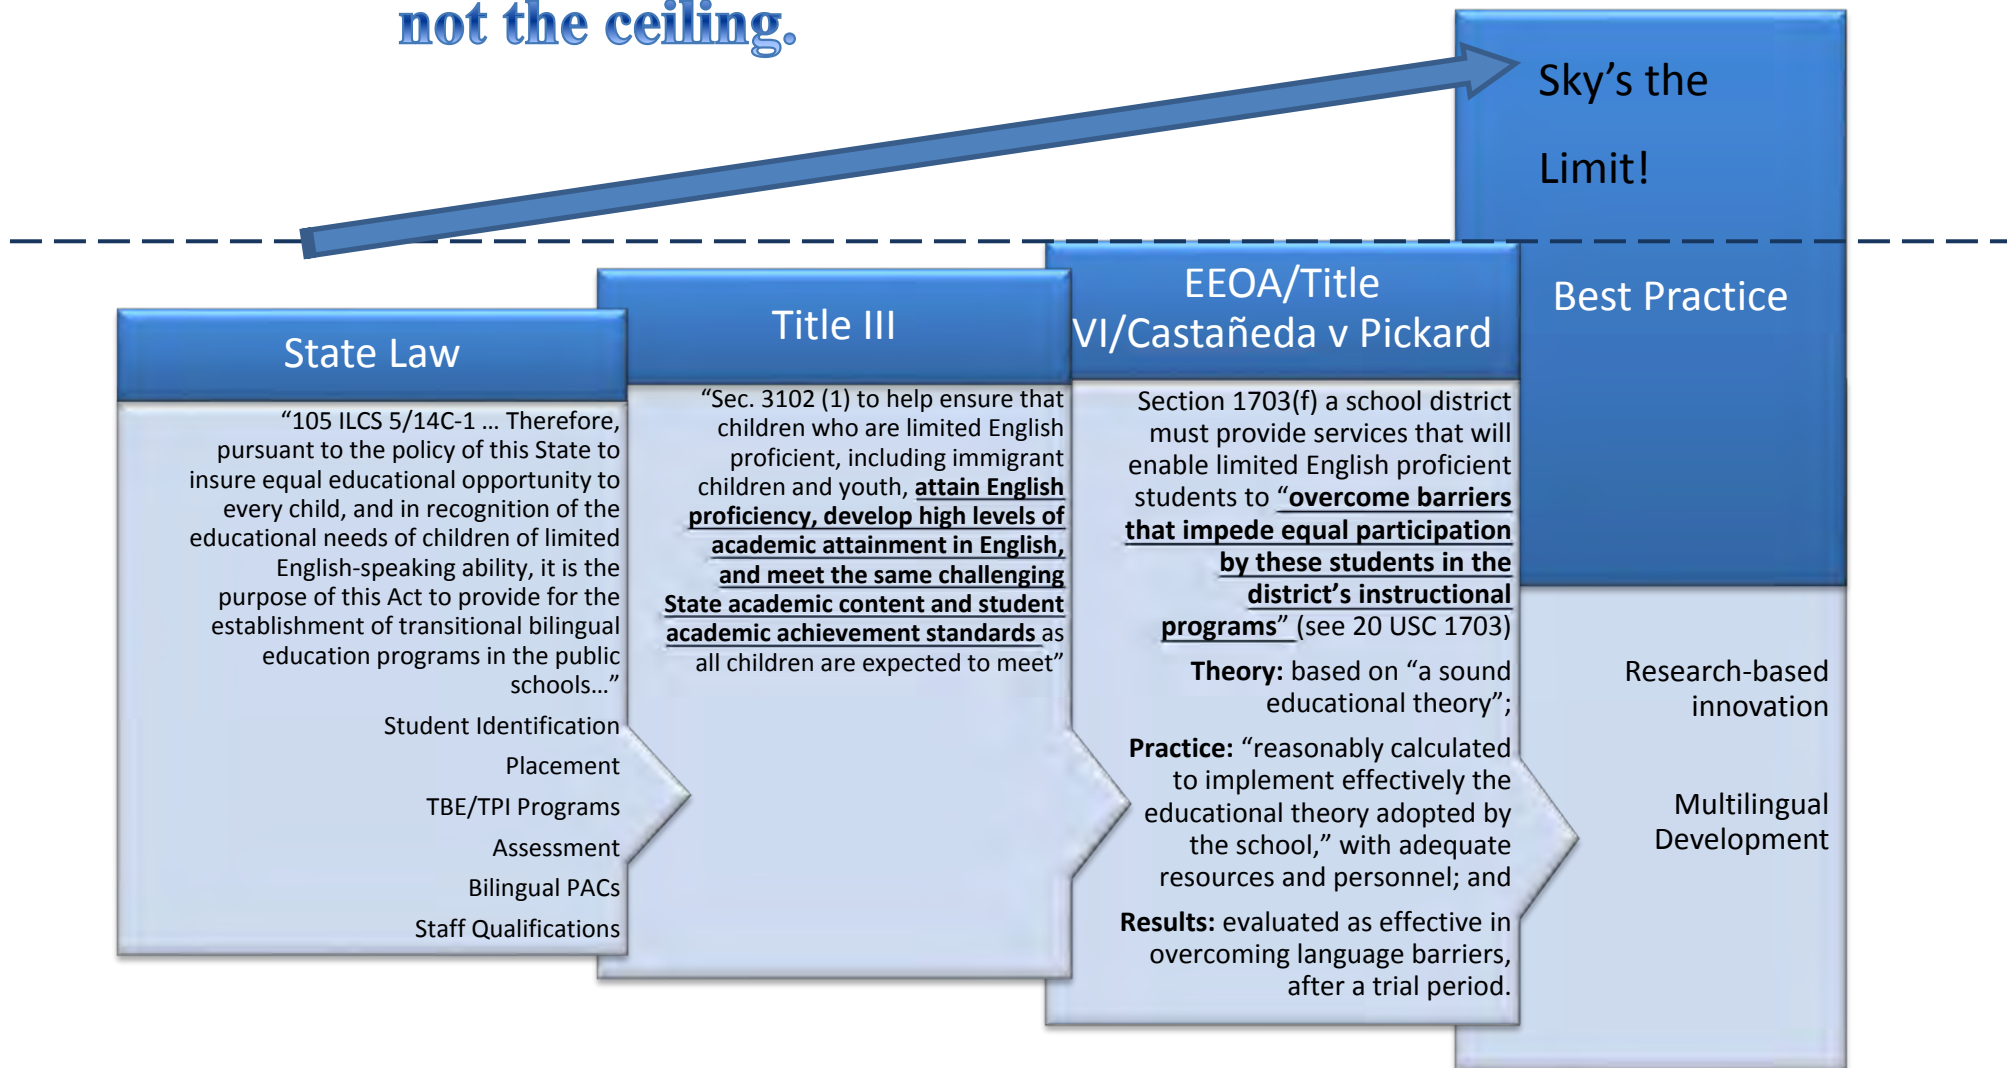 not the ceiling.
Sky’s the
Limit!
State Law
“105 ILCS 5/14C-1 ... Therefore,
pursuant to the policy of this State to
insure equal educational opportunity to
every child, and in recognition of the
educational needs of children of limited
English-speaking ability, it is the
purpose of this Act to provide for the
establishment of transitional bilingual
education programs in the public
schools…”
Student Identification
Placement
TBE/TPI Programs
Assessment
Bilingual PACs
Staff Qualifications
Title III
“Sec. 3102 (1) to help ensure that
children who are limited English
proficient, including immigrant
children and youth, attain English
proficiency, develop high levels of
academic attainment in English,
and meet the same challenging
State academic content and student
academic achievement standards as
all children are expected to meet”
EEOA/Title
VI/Castañeda v Pickard
Section 1703(f) a school district
must provide services that will
enable limited English proficient
students to “overcome barriers
that impede equal participation
by these students in the
district’s instructional
programs” (see 20 USC 1703)
Theory: based on “a sound
educational theory”;
Practice: “reasonably calculated
to implement effectively the
educational theory adopted by
the school,” with adequate
resources and personnel; and
Results: evaluated as effective in
overcoming language barriers,
after a trial period.
Best Practice
Research-based
innovation
Multilingual
Development